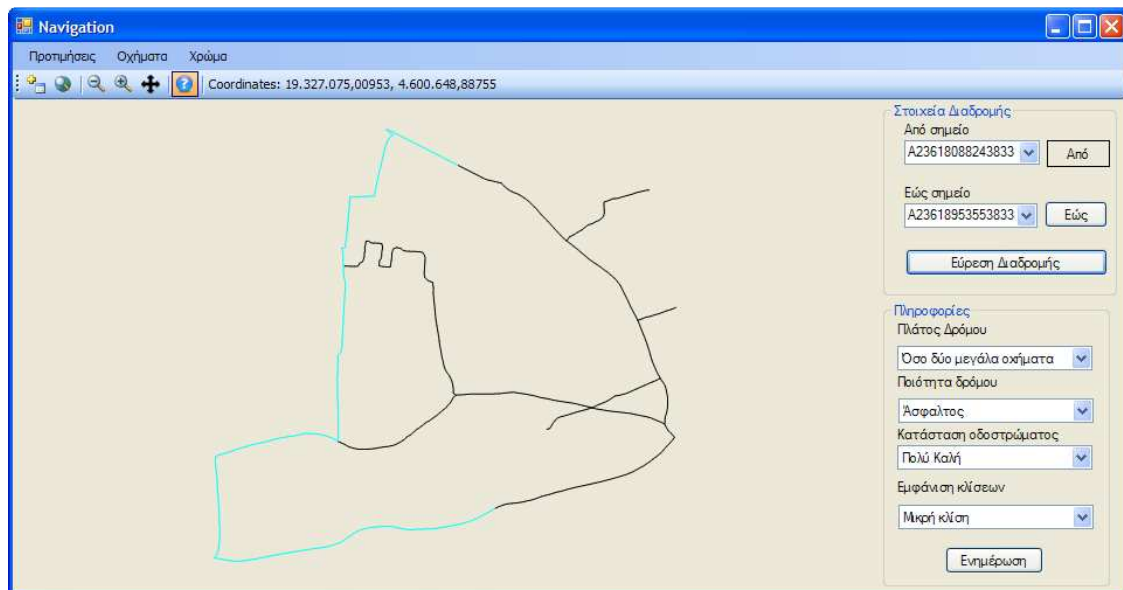 Navigation
Προτιμήσεις Οχήματα Χρώμα
Coordinates: 19.327.075,00953, 4.600.648,88755
Στοιχεία Διαδρομής
Από σημείο
A23618088243833 Από
Εώς σημείο
A23618953553833 Εώς
Εύρεση Διαδρομής
Πληροφορίες
Πλάτος Δρόμου
Όσο δύο μεγάλα οχήματα
Ποιότητα δρόμου
Άσφαλτος
Κατάσταση οδοστρώματος
Πολύ Καλή
Εμφάνιση κλίσεων
Μικρή κλίση
Ενημέρωση